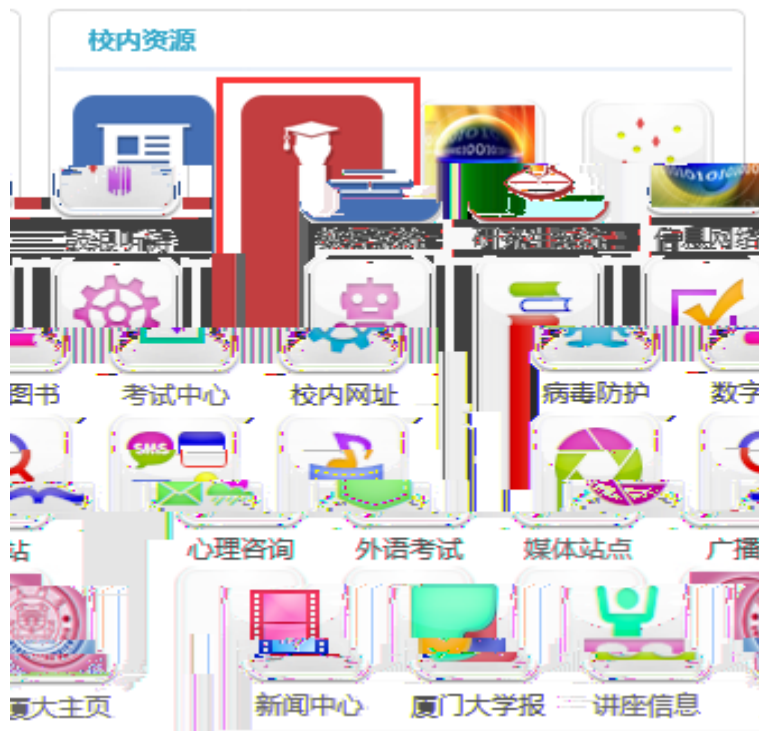 校内资源
图书 考试中心 校内网址 病毒防护 数字
SMS
站 心理咨询 外语考试 媒体站点 广播
厦大主页 新闻中心 厦门大学报 讲座信息